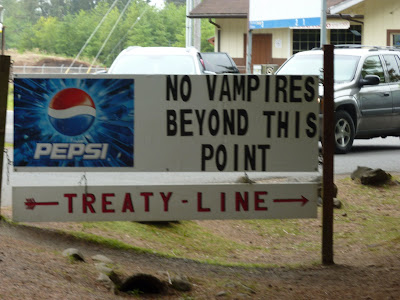 PEPSI
NO VAMPIRES
BEYOND THIS
POINT
TREATY-LINE